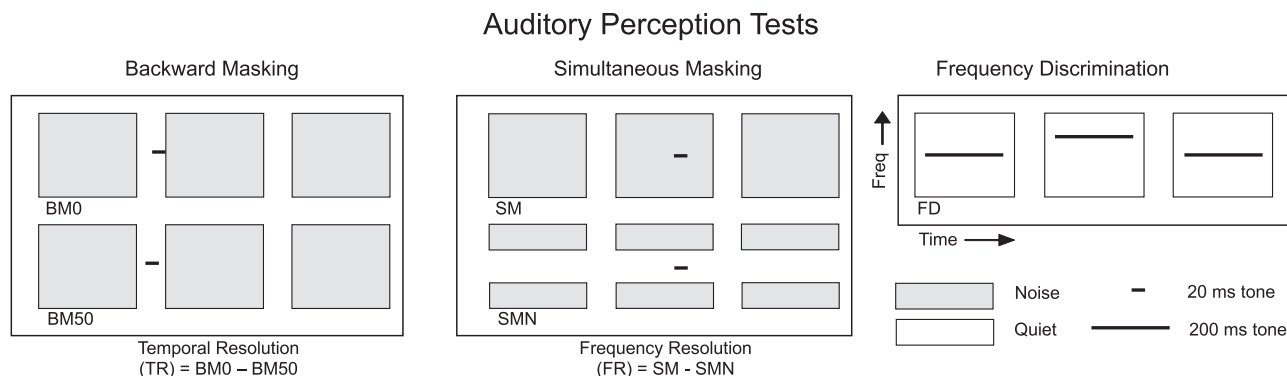 Auditory Perception Tests
Backward Masking
BM0
BM50
Temporal Resolution
(TR) = BM0 – BM50
Simultaneous Masking
SM
SMN
Frequency Resolution
(FR) = SM - SMN
Frequency Discrimination
Freq
FD
Time
Noise
20 ms tone
Quiet
200 ms tone